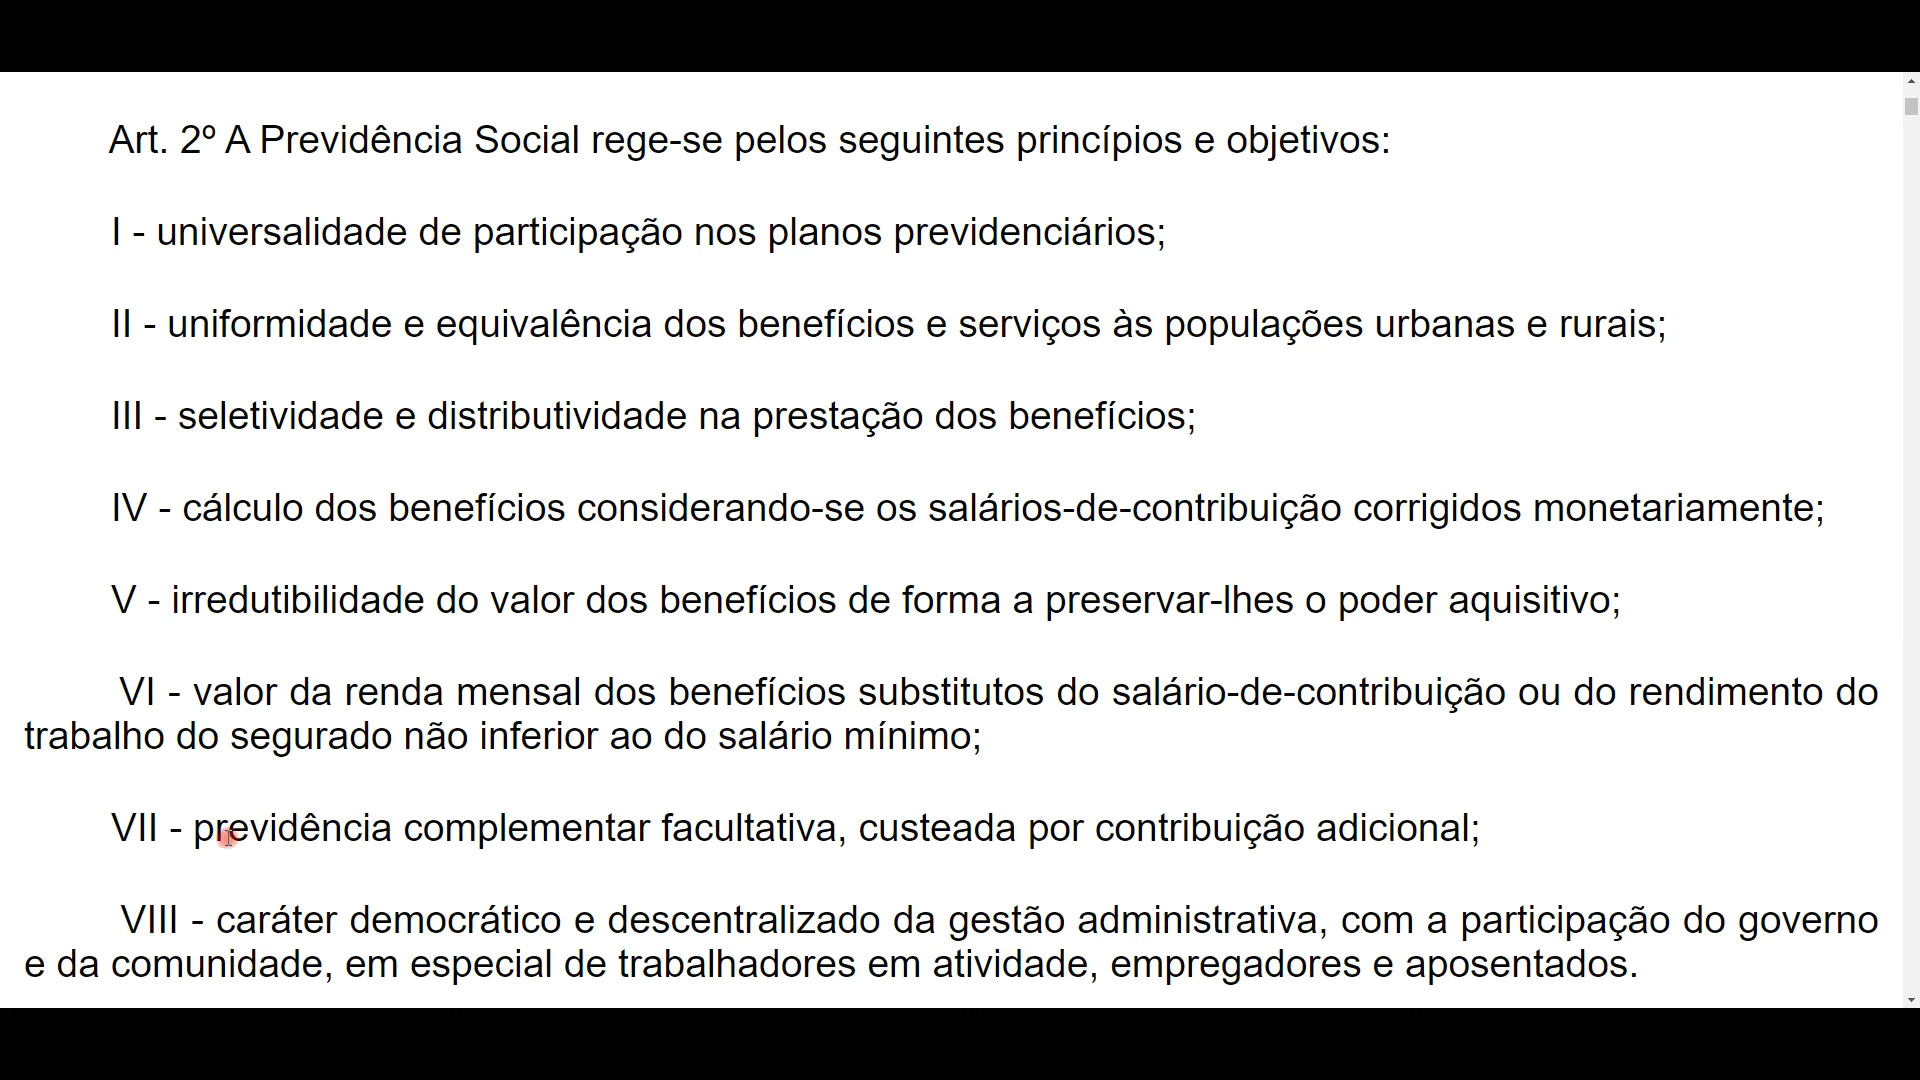 Art. 2º A Previdência Social rege-se pelos seguintes princípios e objetivos:
I - universalidade de participação nos planos previdenciários;
II - uniformidade e equivalência dos benefícios e serviços às populações urbanas e rurais;
III - seletividade e distributividade na prestação dos benefícios;
IV - cálculo dos benefícios considerando-se os salários-de-contribuição corrigidos monetariamente;
V - irredutibilidade do valor dos benefícios de forma a preservar-lhes o poder aquisitivo;
VI - valor da renda mensal dos benefícios substitutos do salário-de-contribuição ou do rendimento do
trabalho do segurado não inferior ao do salário mínimo;
VII - previdência complementar facultativa, custeada por contribuição adicional;
VIII - caráter democrático e descentralizado da gestão administrativa, com a participação do governo
e da comunidade, em especial de trabalhadores em atividade, empregadores e aposentados.